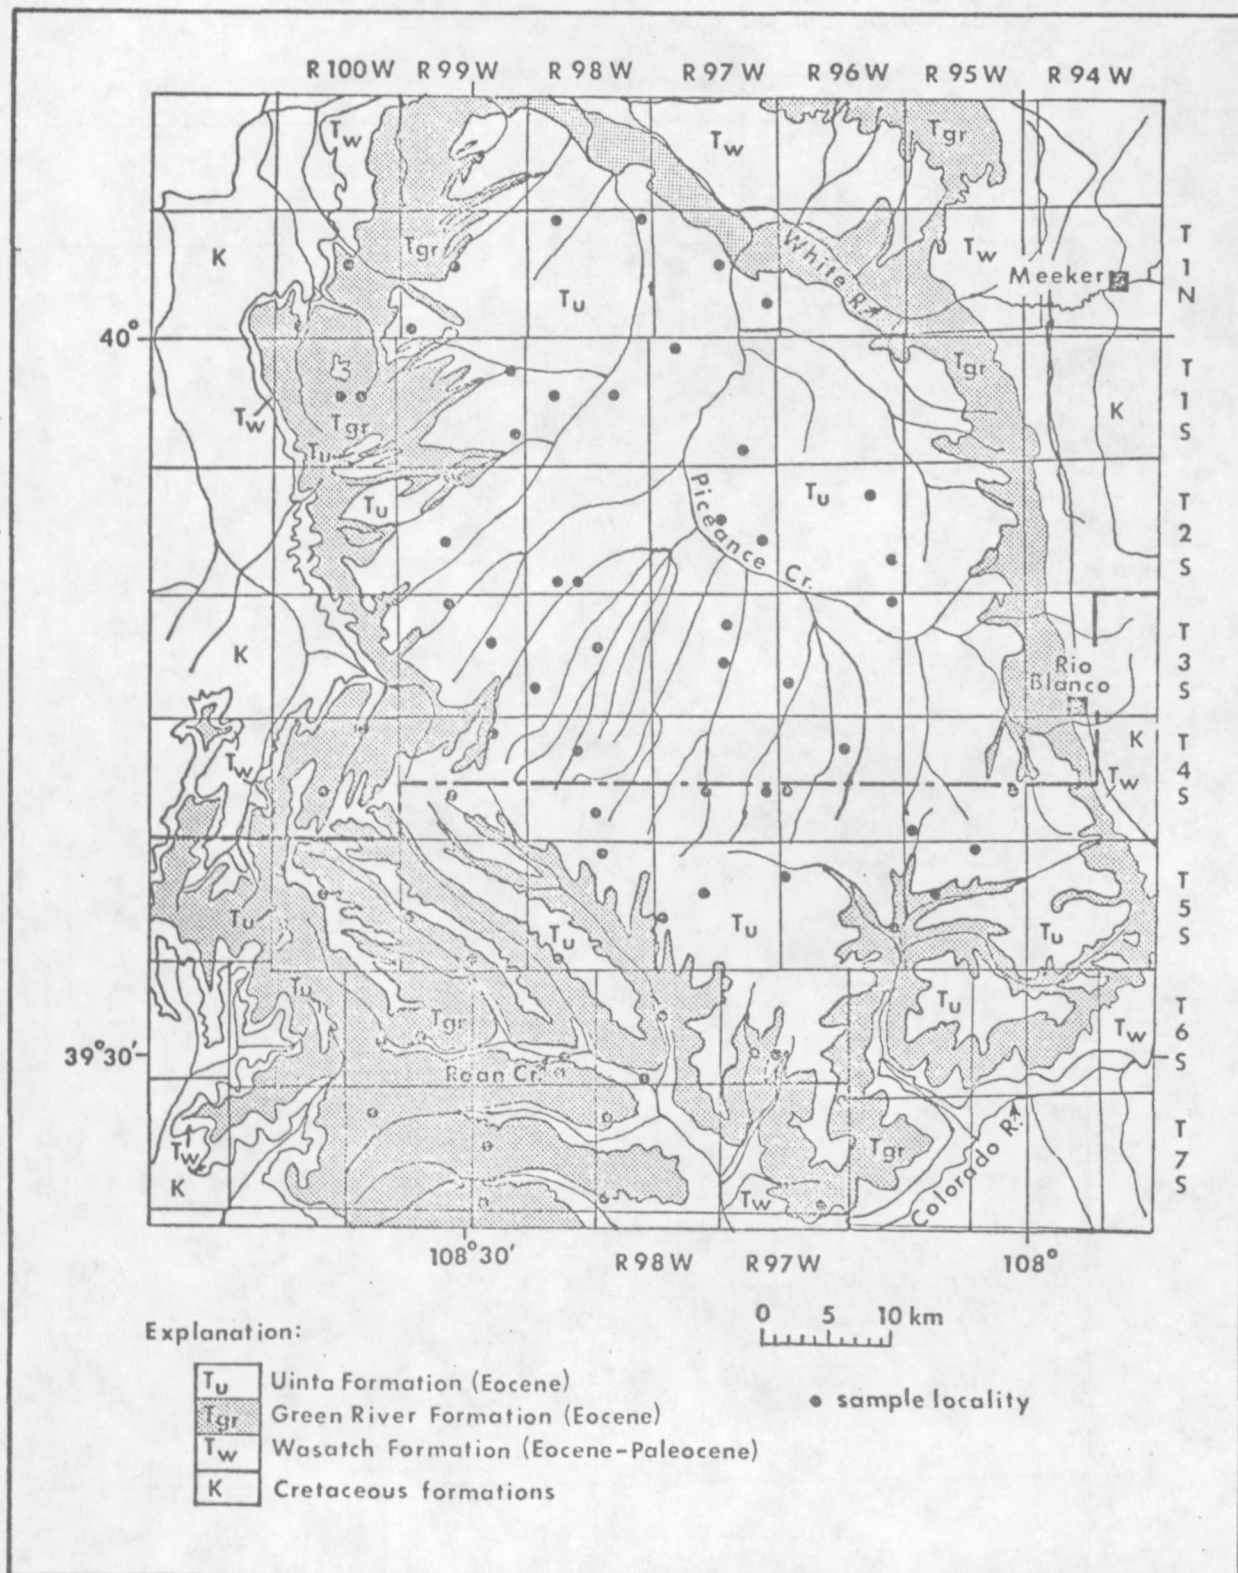 R 100 W R 99 W R 98 W R 97 W R 96 W R 95 W R 94 W
Tw
Tw
Tgr
K
Tgr
White R.
Tw
Meeker
T 1 N
Tu
40°
Tgr
T 1 S
Tw
Tgr
K
Tu
Tu
Piceance Cr.
Tu
T 2 S
K
Rio Blanco
T 3 S
Tw
K
Tw
T 4 S
Tu
Tu
Tu
Tu
T 5 S
Tu
Tgr
Tu
Tw
T 6 S
39°30'
Roan Cr.
Tw
Tgr
T 7 S
K
Tw
Colorado R.
108°30'
R 98 W R 97 W
108°
0 5 10 km
Explanation:
Tu Uinta Formation (Eocene)
Tgr Green River Formation (Eocene)
Tw Wasatch Formation (Eocene-Paleocene)
K Cretaceous formations
sample locality